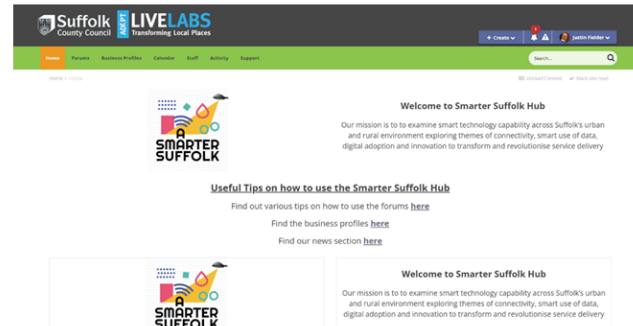 Suffolk
County Council
ADEPT
LIVELABS
Transforming Local Places
+ Create
1
Justin Fielder
Home Forums Business Profiles Calendar Staff Activity Support
Search...
Home > Home
Unread Content Mark site read
A
SMARTER
SUFFOLK
Welcome to Smarter Suffolk Hub
Our mission is to to examine smart technology capability across Suffolk's urban
and rural environment exploring themes of connectivity, smart use of data,
digital adoption and innovation to transform and revolutionise service delivery
Useful Tips on how to use the Smarter Suffolk Hub
Find out various tips on how to use the forums here
Find the business profiles here
Find our news section here
A
SMARTER
SUFFOLK
Welcome to Smarter Suffolk Hub
Our mission is to to examine smart technology capability across Suffolk's urban
and rural environment exploring themes of connectivity, smart use of data,
digital adoption and innovation to transform and revolutionise service delivery